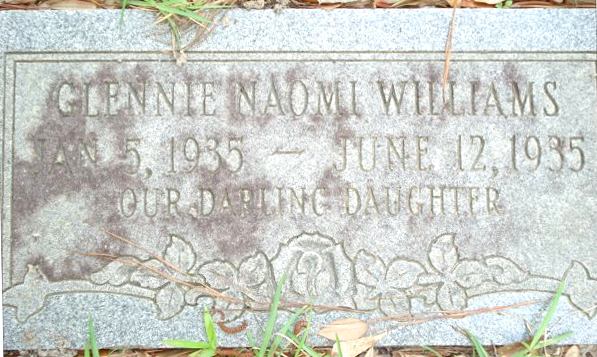 GLENNIE NAOMI WILLIAMS
JAN 5, 1935 — JUNE 12, 1935
OUR DARLING DAUGHTER